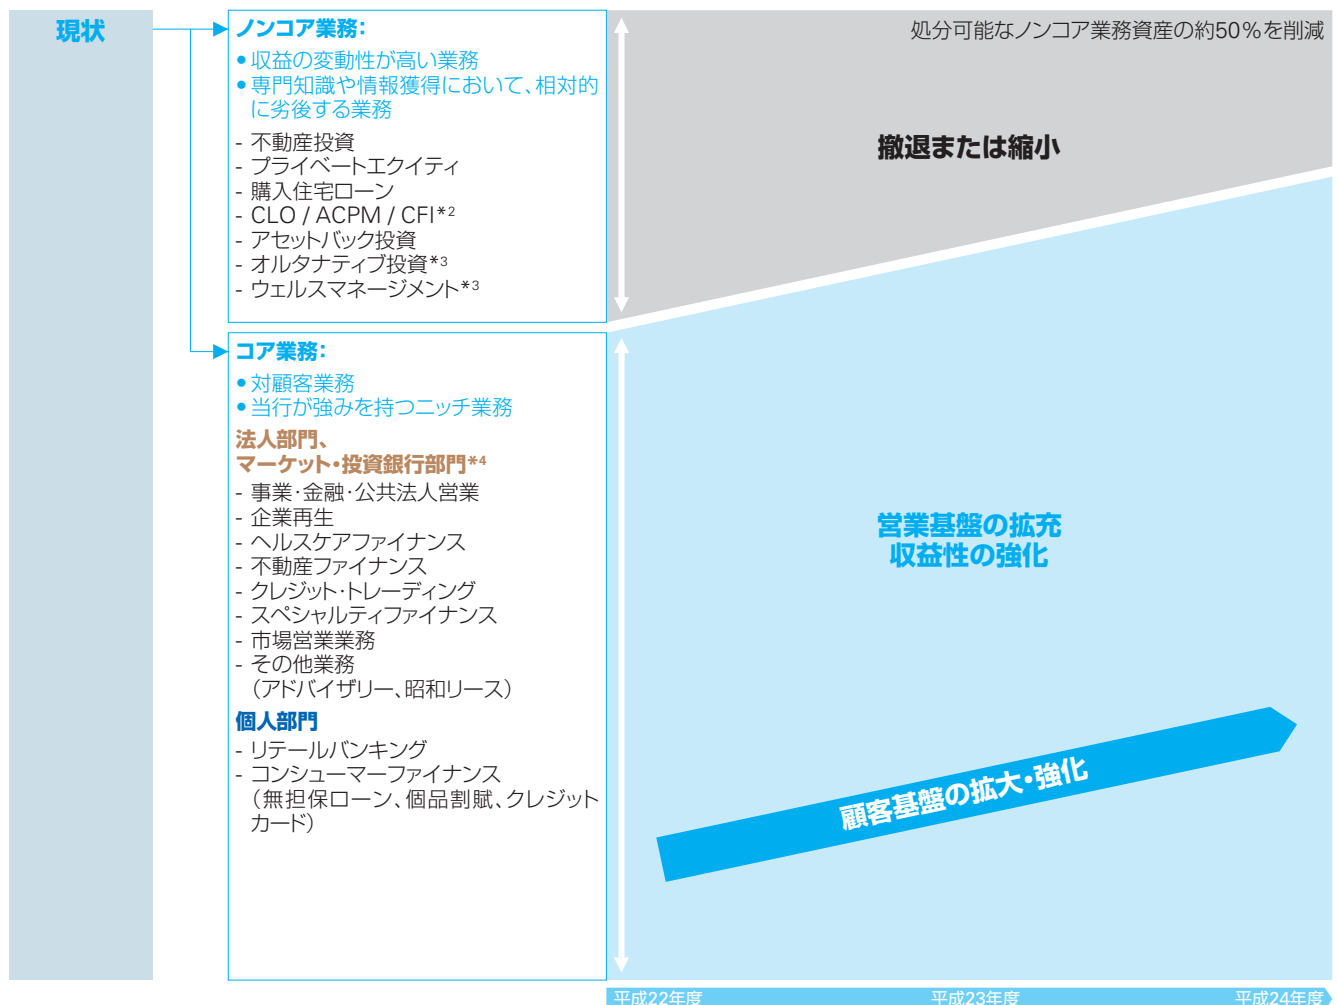 現状
ノンコア業務：
●収益の変動性が高い業務
●専門知識や情報獲得において、相対的
に劣後する業務
- 不動産投資
- プライベートエクイティ
- 購入住宅ローン
- CLO / ACPM / CFI*2
- アセットバック投資
- オルタナティブ投資*3
- ウェルスマネージメント*3
処分可能なノンコア業務資産の約50％を削減
撤退または縮小
コア業務：
●対顧客業務
●当行が強みを持つニッチ業務
法人部門、
マーケット・投資銀行部門*4
- 事業・金融・公共法人営業
- 企業再生
- ヘルスケアファイナンス
- 不動産ファイナンス
- クレジット・トレーディング
- スペシャルティファイナンス
- 市場営業業務
- その他業務
（アドバイザリー、昭和リース）
個人部門
- リテールバンキング
- コンシューマーファイナンス
（無担保ローン、個品割賦、クレジット
カード）
営業基盤の拡充
収益性の強化
顧客基盤の拡大・強化
平成22年度
平成23年度
平成24年度